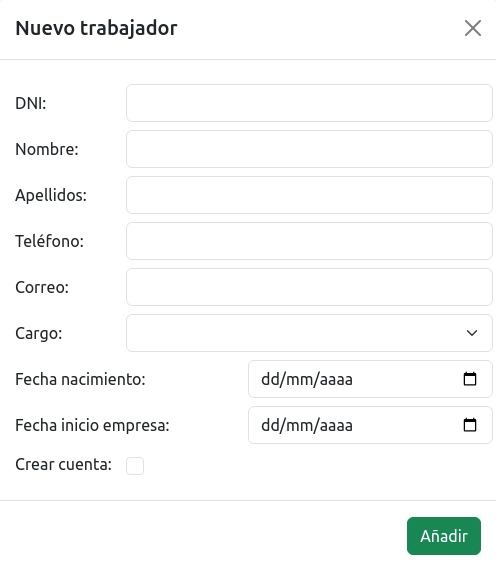 Nuevo trabajador
DNI:
Nombre:
Apellidos:
Teléfono:
Correo:
Cargo:
Fecha nacimiento: dd/mm/aaaa
Fecha inicio empresa: dd/mm/aaaa
Crear cuenta:
Añadir